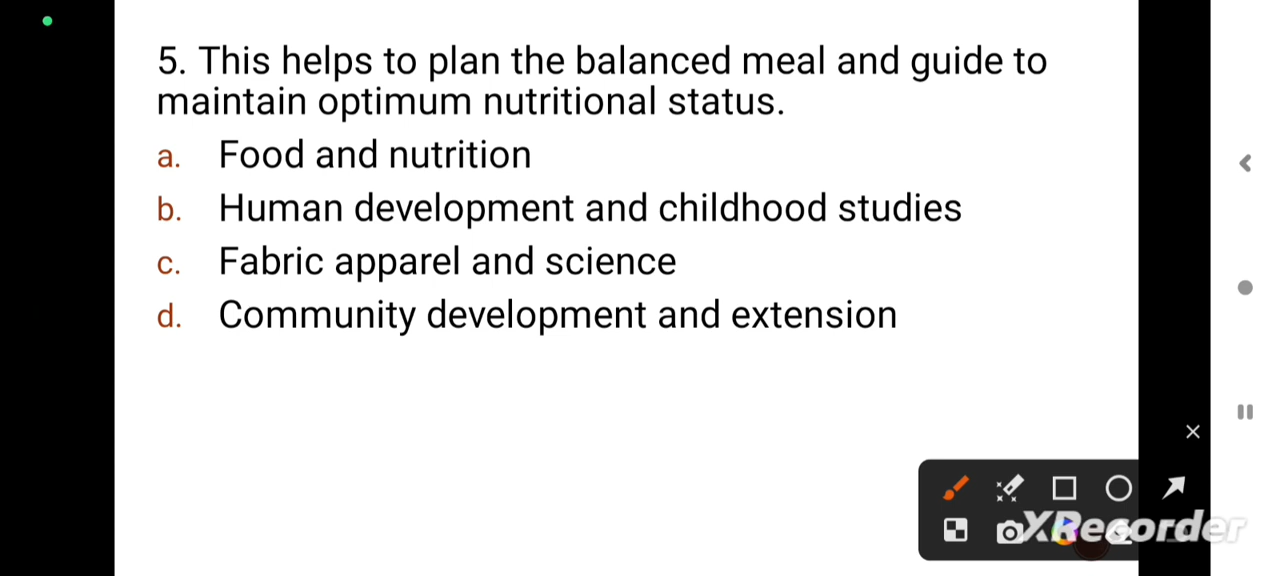 5. This helps to plan the balanced meal and guide to
maintain optimum nutritional status.
a. Food and nutrition
b. Human development and childhood studies
c. Fabric apparel and science
d. Community development and extension
XRecorder